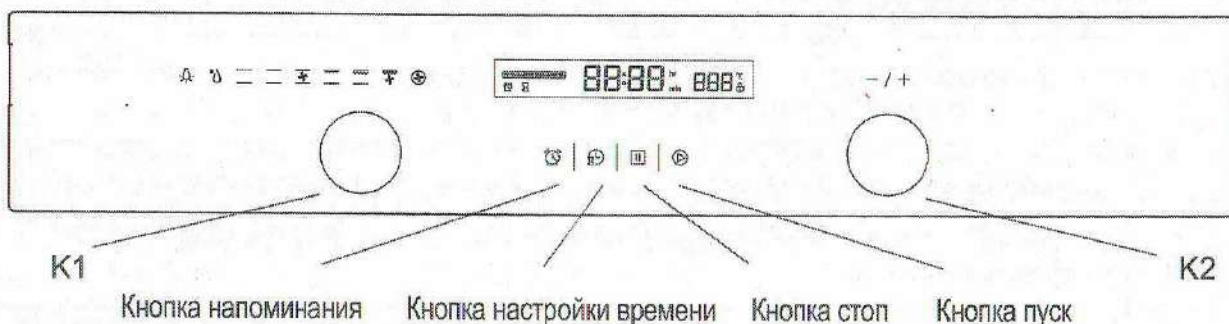 88:88 888
− / +
K1
K2
Кнопка напоминания Кнопка настройки времени Кнопка стоп Кнопка пуск